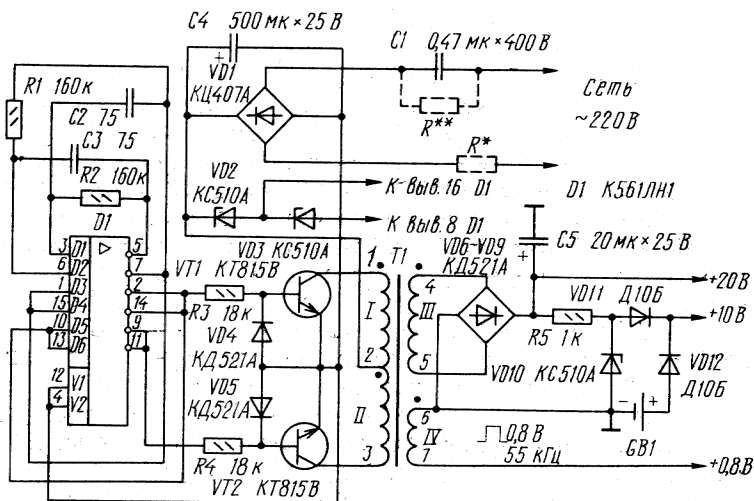 C4 500 мк × 25 В
C1 0,47 мк × 400 В
R1 160 к
VD1
КЦ407А
C2 75
C3 75
Сеть
~220 В
R**
R*
R2 160к
VD2
КС510А
К выв. 16 D1
D1 К561ЛН1
К выв. 8 D1
D1
VD3 КС510А
1 T1
VD6-VD9
КД521А
C5 20 мк × 25 В
3 D1 5
6 D2 7
1 D3 2
15 D4 14
10 D5 9
13 D6 11
12 V1
4 V2
VT1
КТ815В
R3
18 к
VD4
КД521А
VD5
КД521А
R4 18 к
VT2 КТ815В
I
2
II
3
4
III
5
6
IV
7
+20В
VD11 Д10Б
+10В
R5 1 к
VD10 КС510А
VD12
Д10Б
- +
GB1
0,8 В
55 кГц
+0,8В